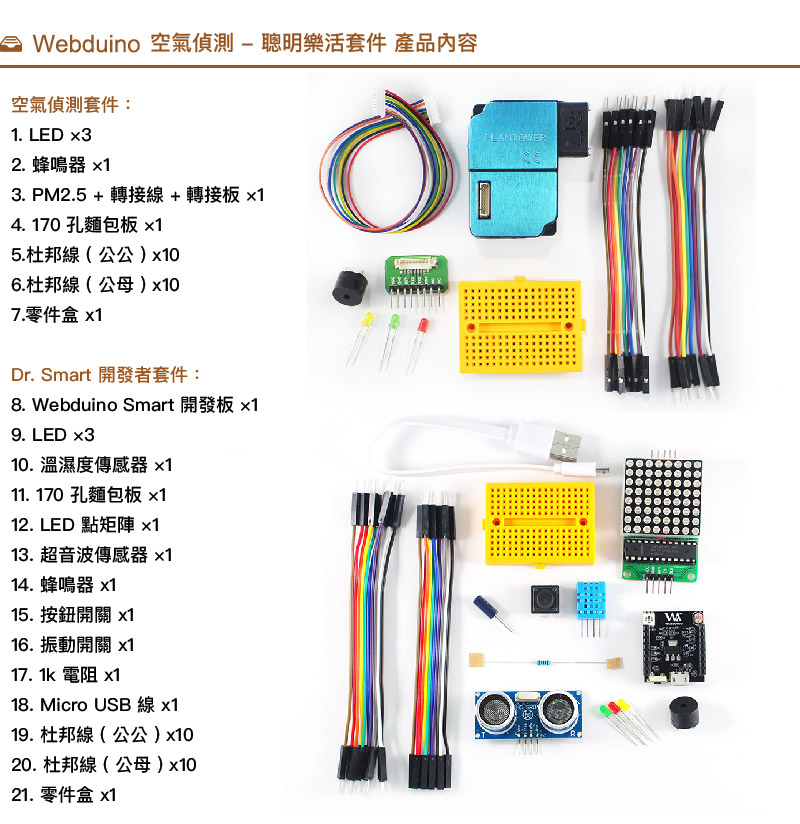 Webduino 空氣偵測 – 聰明樂活套件 產品內容
空氣偵測套件：
1. LED ×3
2. 蜂鳴器 ×1
3. PM2.5 + 轉接線 + 轉接板 ×1
4. 170 孔麵包板 ×1
5.杜邦線（公公）x10
6.杜邦線（公母）x10
7.零件盒 x1
Dr. Smart 開發者套件：
8. Webduino Smart 開發板 ×1
9. LED ×3
10. 溫濕度傳感器 ×1
11. 170 孔麵包板 ×1
12. LED 點矩陣 ×1
13. 超音波傳感器 ×1
14. 蜂鳴器 x1
15. 按鈕開關 x1
16. 振動開關 x1
17. 1k 電阻 x1
18. Micro USB 線 x1
19. 杜邦線（公公）x10
20. 杜邦線（公母）x10
21. 零件盒 x1
PLANTOWER
T
R